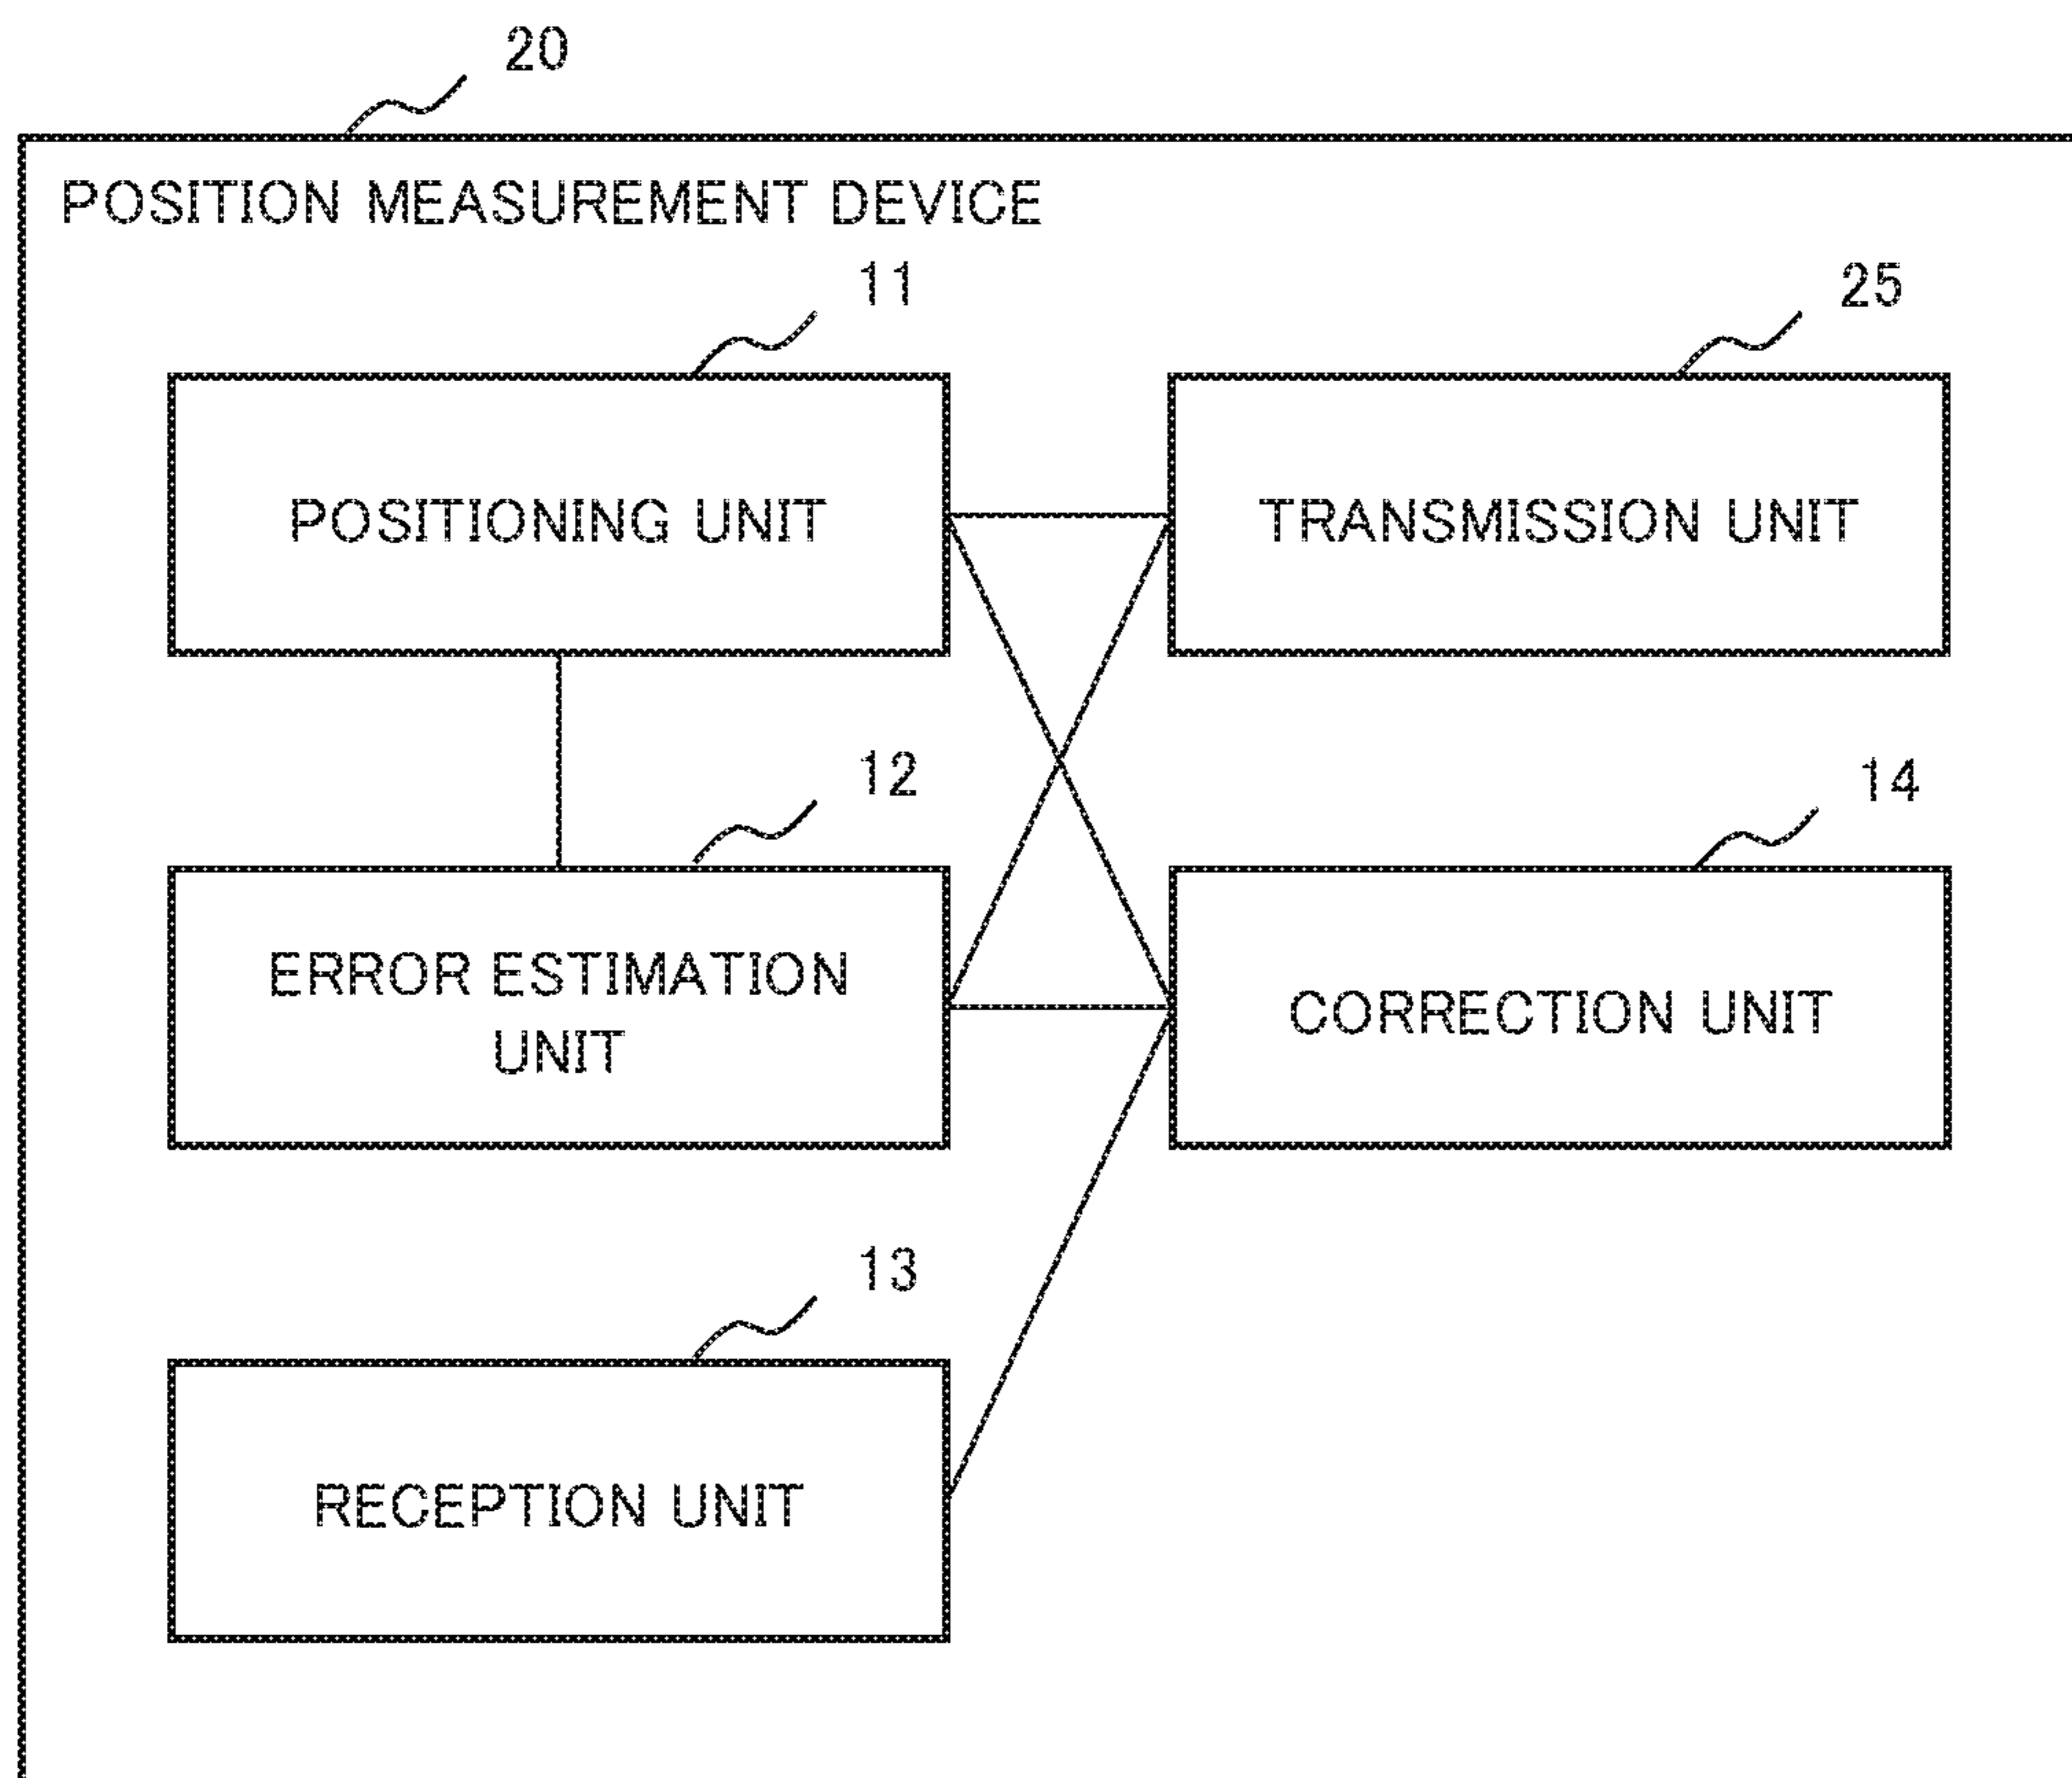 20
POSITION MEASUREMENT DEVICE
11
25
POSITIONING UNIT
TRANSMISSION UNIT
12
14
ERROR ESTIMATION
UNIT
CORRECTION UNIT
13
RECEPTION UNIT